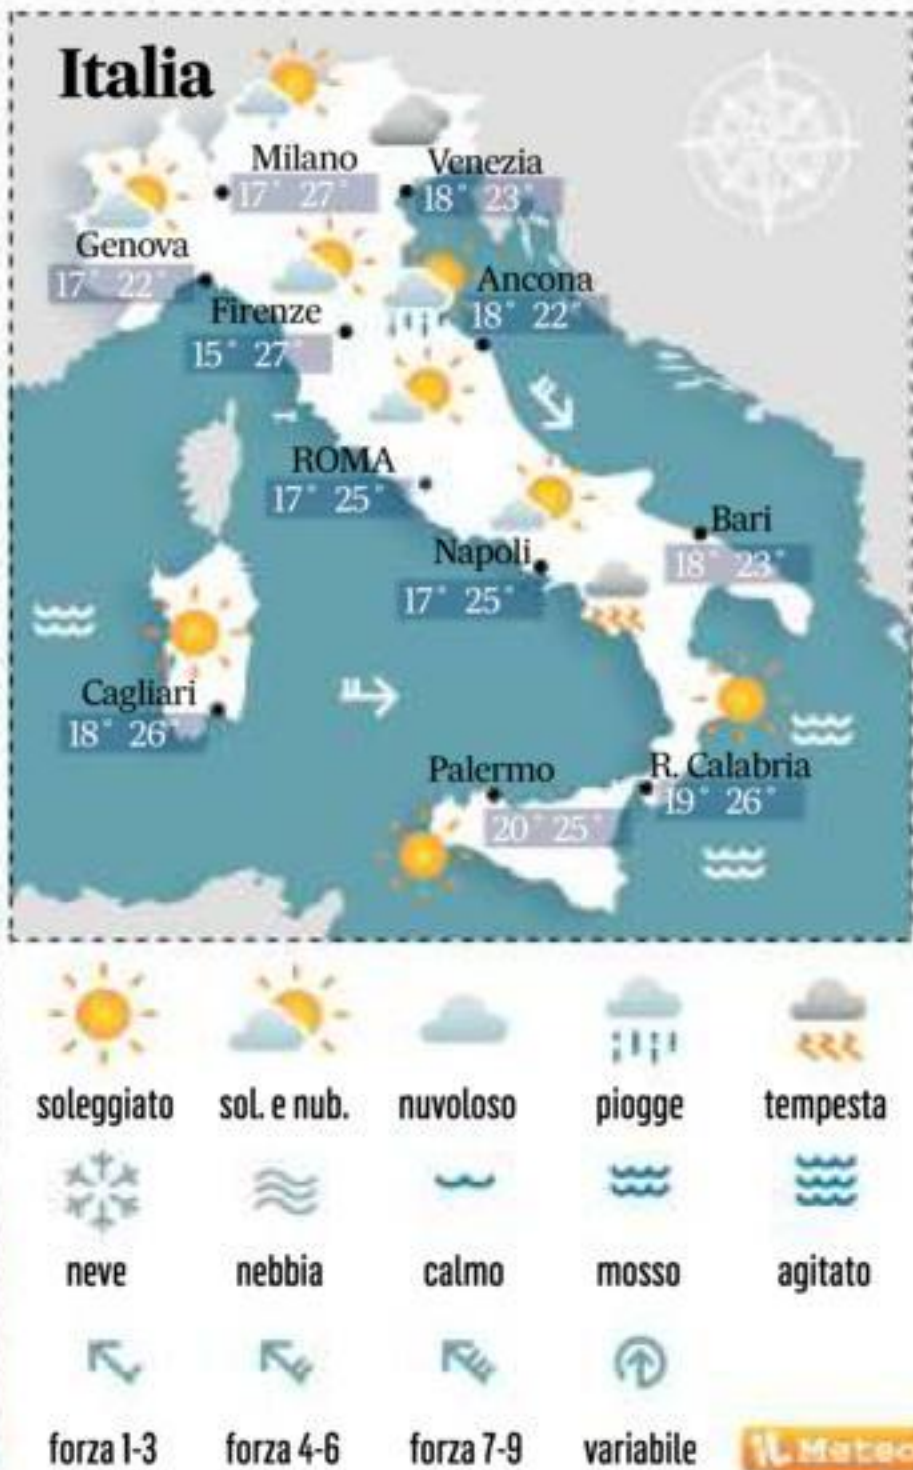 Italia
Milano
17° 27°
Venezia
18° 23°
Genova
17° 22°
Firenze
15° 27°
Ancona
18° 22°
ROMA
17° 25°
Bari
18° 23°
Napoli
17° 25°
Cagliari
18° 26°
Palermo
20° 25°
R. Calabria
19° 26°
soleggiato sol. e nub. nuvoloso piogge tempesta
neve nebbia calmo mosso agitato
forza 1-3 forza 4-6 forza 7-9 variabile
iL Meteo